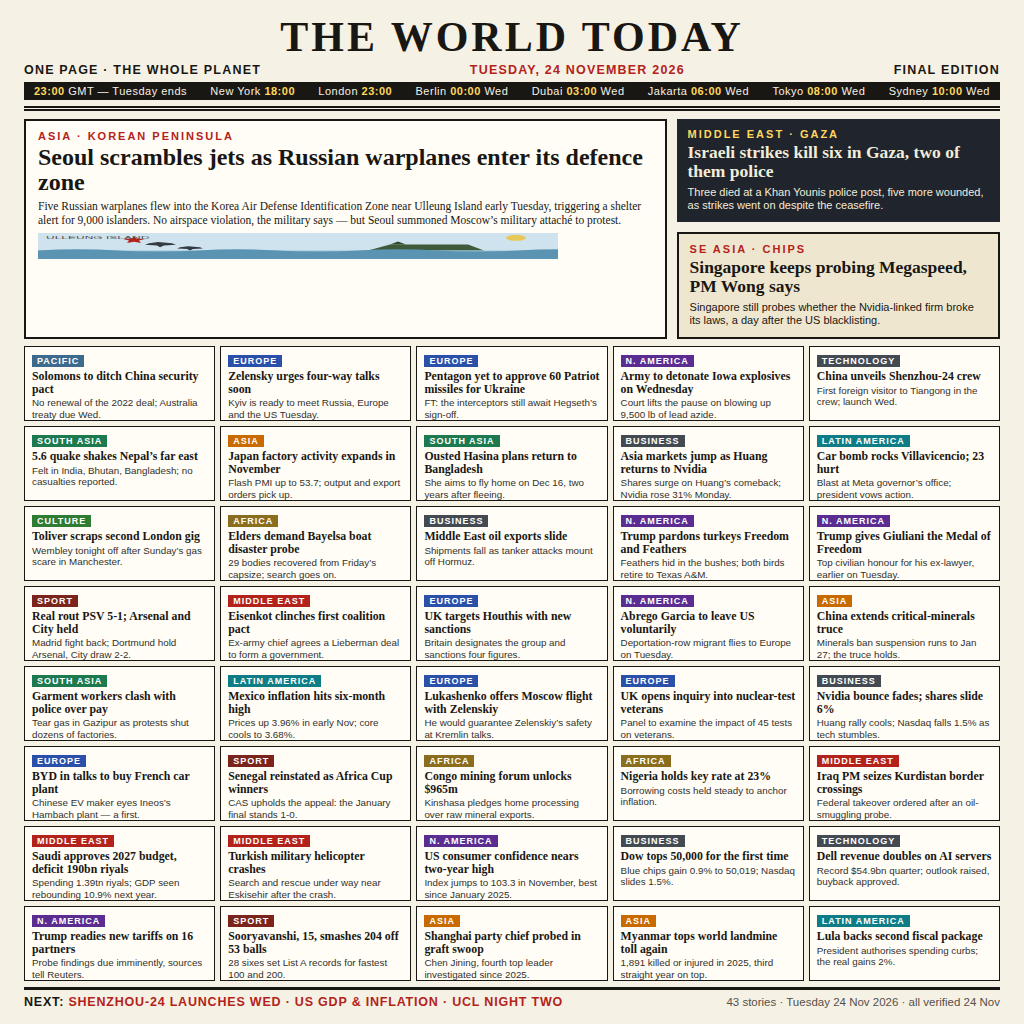 THE WORLD TODAY
ONE PAGE · THE WHOLE PLANET
TUESDAY, 24 NOVEMBER 2026
FINAL EDITION
23:00 GMT — Tuesday ends New York 18:00 London 23:00 Berlin 00:00 Wed Dubai 03:00 Wed Jakarta 06:00 Wed Tokyo 08:00 Wed Sydney 10:00 Wed
ASIA · KOREAN PENINSULA
Seoul scrambles jets as Russian warplanes enter its defence
zone
Five Russian warplanes flew into the Korea Air Defense Identification Zone near Ulleung Island early Tuesday, triggering a shelter
alert for 9,000 islanders. No airspace violation, the military says — but Seoul summoned Moscow’s military attaché to protest.
ULLEUNG ISLAND
MIDDLE EAST · GAZA
Israeli strikes kill six in Gaza, two of
them police
Three died at a Khan Younis police post, five more wounded,
as strikes went on despite the ceasefire.
SE ASIA · CHIPS
Singapore keeps probing Megaspeed,
PM Wong says
Singapore still probes whether the Nvidia-linked firm broke
its laws, a day after the US blacklisting.
PACIFIC
Solomons to ditch China security
pact
No renewal of the 2022 deal; Australia
treaty due Wed.
EUROPE
Zelensky urges four-way talks
soon
Kyiv is ready to meet Russia, Europe
and the US Tuesday.
EUROPE
Pentagon yet to approve 60 Patriot
missiles for Ukraine
FT: the interceptors still await Hegseth’s
sign-off.
N. AMERICA
Army to detonate Iowa explosives
on Wednesday
Court lifts the pause on blowing up
9,500 lb of lead azide.
TECHNOLOGY
China unveils Shenzhou-24 crew
First foreign visitor to Tiangong in the
crew; launch Wed.
SOUTH ASIA
5.6 quake shakes Nepal’s far east
Felt in India, Bhutan, Bangladesh; no
casualties reported.
ASIA
Japan factory activity expands in
November
Flash PMI up to 53.7; output and export
orders pick up.
SOUTH ASIA
Ousted Hasina plans return to
Bangladesh
She aims to fly home on Dec 16, two
years after fleeing.
BUSINESS
Asia markets jump as Huang
returns to Nvidia
Shares surge on Huang’s comeback;
Nvidia rose 31% Monday.
LATIN AMERICA
Car bomb rocks Villavicencio; 23
hurt
Blast at Meta governor’s office;
president vows action.
CULTURE
Toliver scraps second London gig
Wembley tonight off after Sunday’s gas
scare in Manchester.
AFRICA
Elders demand Bayelsa boat
disaster probe
29 bodies recovered from Friday’s
capsize; search goes on.
BUSINESS
Middle East oil exports slide
Shipments fall as tanker attacks mount
off Hormuz.
N. AMERICA
Trump pardons turkeys Freedom
and Feathers
Feathers hid in the bushes; both birds
retire to Texas A&M.
N. AMERICA
Trump gives Giuliani the Medal of
Freedom
Top civilian honour for his ex-lawyer,
earlier on Tuesday.
SPORT
Real rout PSV 5-1; Arsenal and
City held
Madrid fight back; Dortmund hold
Arsenal, City draw 2-2.
MIDDLE EAST
Eisenkot clinches first coalition
pact
Ex-army chief agrees a Lieberman deal
to form a government.
EUROPE
UK targets Houthis with new
sanctions
Britain designates the group and
sanctions four figures.
N. AMERICA
Abrego Garcia to leave US
voluntarily
Deportation-row migrant flies to Europe
on Tuesday.
ASIA
China extends critical-minerals
truce
Minerals ban suspension runs to Jan
27; the truce holds.
SOUTH ASIA
Garment workers clash with
police over pay
Tear gas in Gazipur as protests shut
dozens of factories.
LATIN AMERICA
Mexico inflation hits six-month
high
Prices up 3.96% in early Nov; core
cools to 3.68%.
EUROPE
Lukashenko offers Moscow flight
with Zelenskiy
He would guarantee Zelenskiy’s safety
at Kremlin talks.
EUROPE
UK opens inquiry into nuclear-test
veterans
Panel to examine the impact of 45 tests
on veterans.
BUSINESS
Nvidia bounce fades; shares slide
6%
Huang rally cools; Nasdaq falls 1.5% as
tech stumbles.
EUROPE
BYD in talks to buy French car
plant
Chinese EV maker eyes Ineos’s
Hambach plant — a first.
SPORT
Senegal reinstated as Africa Cup
winners
CAS upholds the appeal: the January
final stands 1-0.
AFRICA
Congo mining forum unlocks
$965m
Kinshasa pledges home processing
over raw mineral exports.
AFRICA
Nigeria holds key rate at 23%
Borrowing costs held steady to anchor
inflation.
MIDDLE EAST
Iraq PM seizes Kurdistan border
crossings
Federal takeover ordered after an oil-
smuggling probe.
MIDDLE EAST
Saudi approves 2027 budget,
deficit 190bn riyals
Spending 1.39tn riyals; GDP seen
rebounding 10.9% next year.
MIDDLE EAST
Turkish military helicopter
crashes
Search and rescue under way near
Eskisehir after the crash.
N. AMERICA
US consumer confidence nears
two-year high
Index jumps to 103.3 in November, best
since January 2025.
BUSINESS
Dow tops 50,000 for the first time
Blue chips gain 0.9% to 50,019; Nasdaq
slides 1.5%.
TECHNOLOGY
Dell revenue doubles on AI servers
Record $54.9bn quarter; outlook raised,
buyback approved.
N. AMERICA
Trump readies new tariffs on 16
partners
Probe findings due imminently, sources
tell Reuters.
SPORT
Sooryavanshi, 15, smashes 204 off
53 balls
28 sixes set List A records for fastest
100 and 200.
ASIA
Shanghai party chief probed in
graft swoop
Chen Jining, fourth top leader
investigated since 2025.
ASIA
Myanmar tops world landmine
toll again
1,891 killed or injured in 2025, third
straight year on top.
LATIN AMERICA
Lula backs second fiscal package
President authorises spending curbs;
the real gains 2%.
NEXT: SHENZHOU-24 LAUNCHES WED · US GDP & INFLATION · UCL NIGHT TWO
43 stories · Tuesday 24 Nov 2026 · all verified 24 Nov